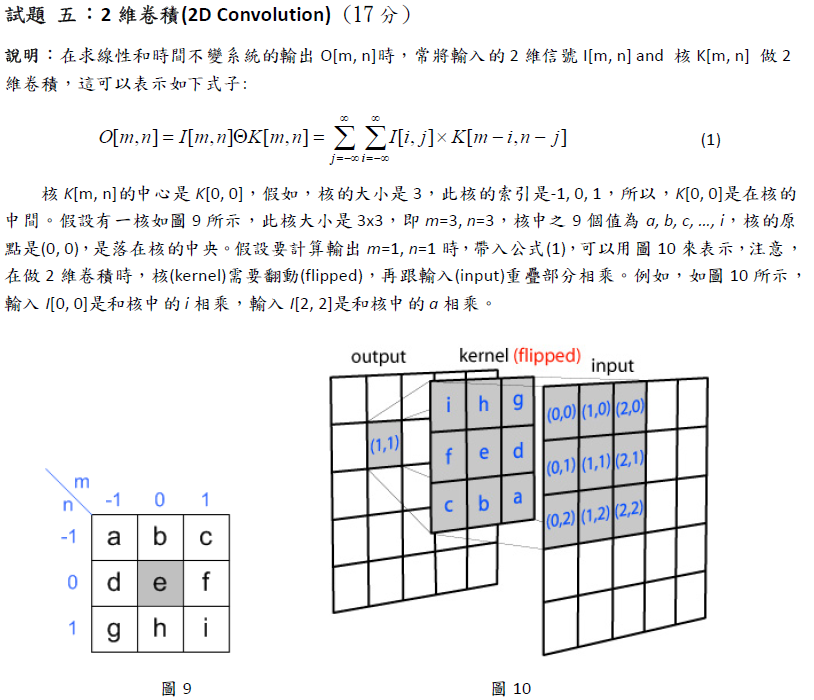 試題 五：2 維卷積(2D Convolution)（17 分）
說明：在求線性和時間不變系統的輸出 O[m, n]時，常將輸入的 2 維信號 I[m, n] and 核 K[m, n] 做 2
維卷積，這可以表示如下式子:
O[m,n] = I[m,n]ΘK[m,n] = ∑_{j=-∞}^{∞} ∑_{i=-∞}^{∞} I[i, j] × K[m − i, n − j] (1)
核 K[m, n]的中心是 K[0, 0]，假如，核的大小是 3，此核的索引是-1, 0, 1，所以，K[0, 0]是在核的
中間。假設有一核如圖 9 所示，此核大小是 3x3，即 m=3, n=3，核中之 9 個值為 a, b, c, ..., i，核的原
點是(0, 0)，是落在核的中央。假設要計算輸出 m=1, n=1 時，帶入公式(1)，可以用圖 10 來表示，注意，
在做 2 維卷積時，核(kernel)需要翻動(flipped)，再跟輸入(input)重疊部分相乘。例如，如圖 10 所示，
輸入 I[0, 0]是和核中的 i 相乘，輸入 I[2, 2]是和核中的 a 相乘。
output kernel (flipped) input
i h g
f e d
c b a
(1,1)
(0,0) (1,0) (2,0)
(0,1) (1,1) (2,1)
(0,2) (1,2) (2,2)
m
n -1 0 1
-1 a b c
0 d e f
1 g h i
圖 9 圖 10